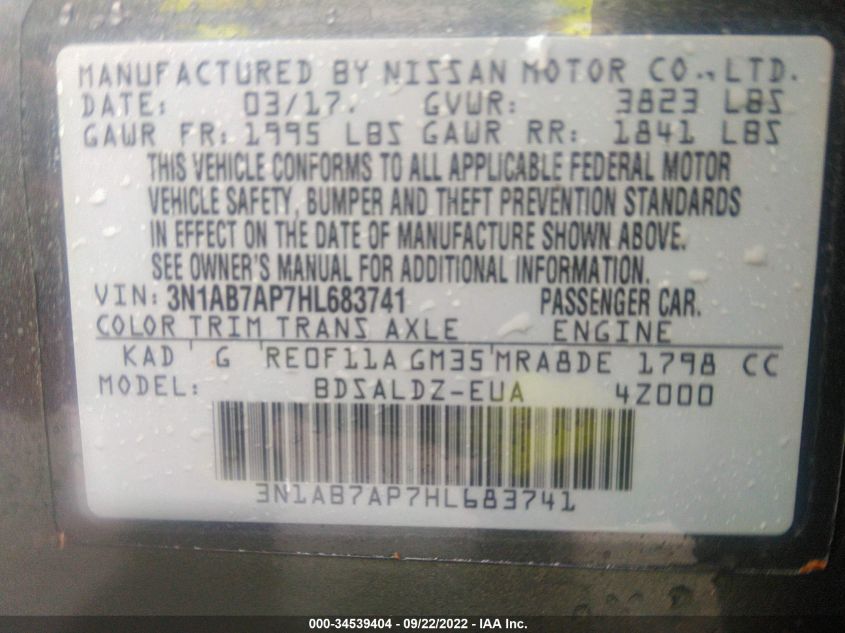 MANUFACTURED BY NISSAN MOTOR CO., LTD.
DATE: 03/17. GVWR: 3823 LBS
GAWR FR: 1995 LBS GAWR RR: 1841 LBS
THIS VEHICLE CONFORMS TO ALL APPLICABLE FEDERAL MOTOR
VEHICLE SAFETY, BUMPER AND THEFT PREVENTION STANDARDS
IN EFFECT ON THE DATE OF MANUFACTURE SHOWN ABOVE.
SEE OWNER'S MANUAL FOR ADDITIONAL INFORMATION.
VIN: 3N1AB7AP7HL683741 PASSENGER CAR.
COLOR TRIM TRANS AXLE ENGINE
KAD G RE0F11A GM35 MRA8DE 1798 CC
MODEL: BDSALDZ-EUA 4Z000
3N1AB7AP7HL683741
000-34539404 - 09/22/2022 - IAA Inc.